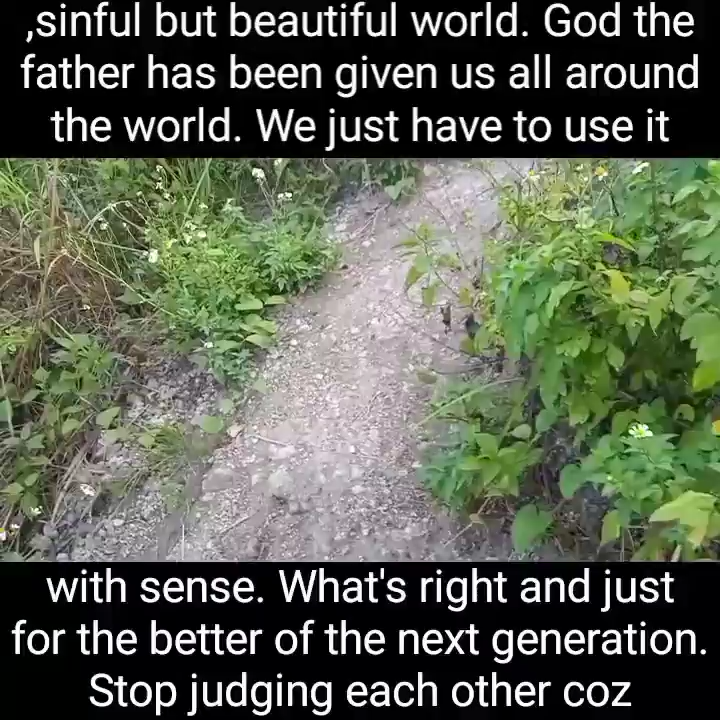 ,sinful but beautiful world. God the
father has been given us all around
the world. We just have to use it
with sense. What's right and just
for the better of the next generation.
Stop judging each other coz